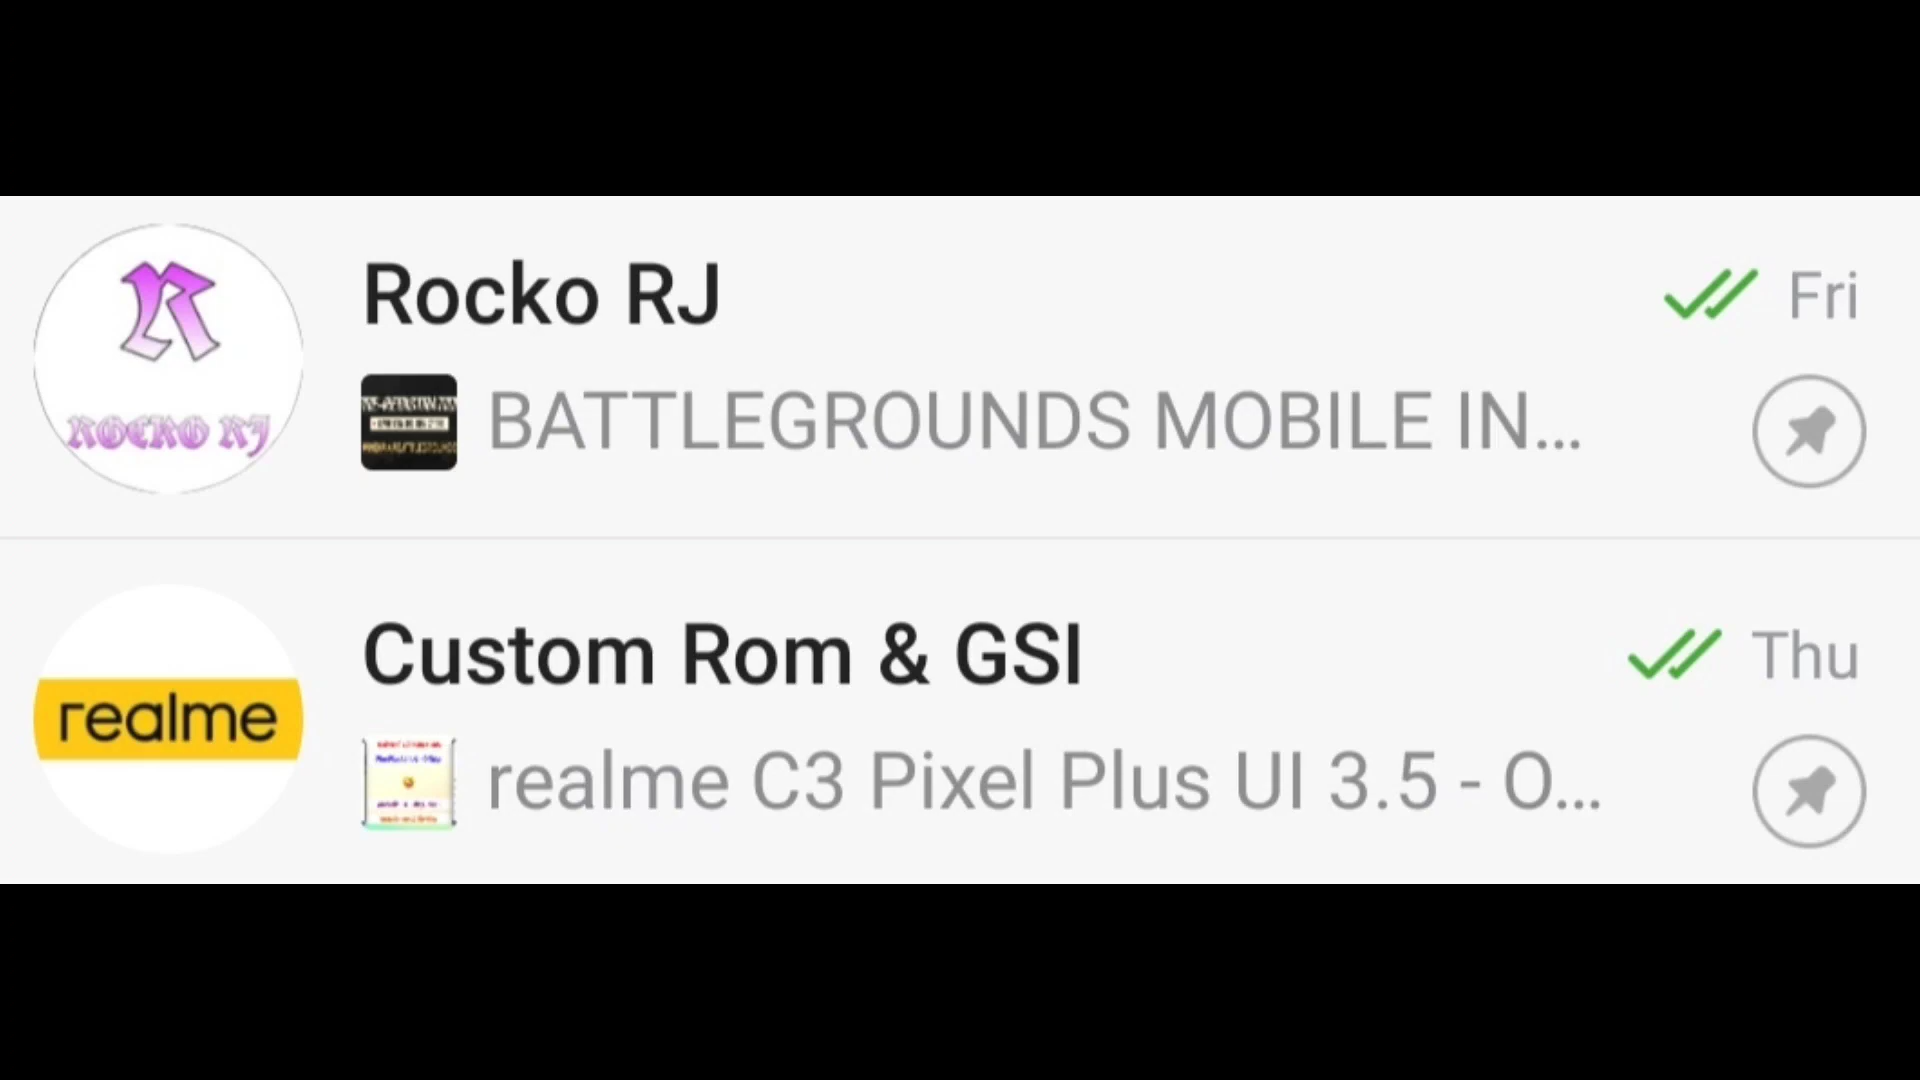 R
ROCKO RJ
Rocko RJ
Fri
BATTLEGROUNDS MOBILE IN...
realme
Custom Rom & GSI
Thu
realme C3 Pixel Plus UI 3.5 - O...